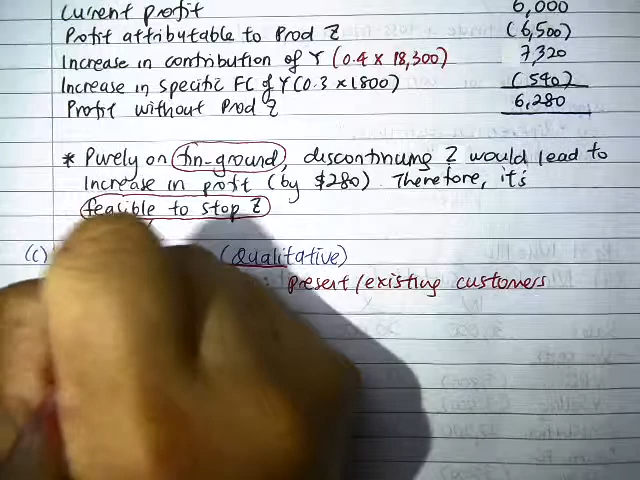 Current profit 6,000
Profit attributable to Prod Z (6,500)
Increase in contribution of Y (0.4 x 18,300) 7,320
Increase in specific FC of Y (0.3 x 1800) (540)
Profit without Prod Z 6,280
* Purely on fin-ground, discontinuing Z would lead to
increase in profit (by $280). Therefore, it's
feasible to stop Z
(c) (qualitative)
: present/existing customers